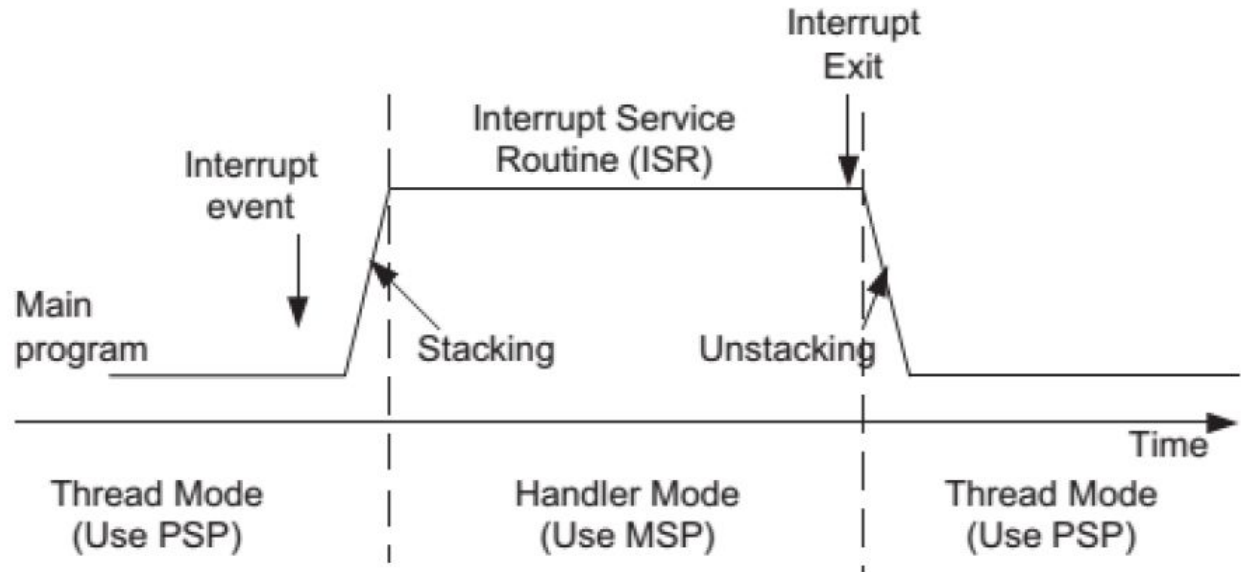 Interrupt
Exit
Interrupt Service
Routine (ISR)
Interrupt
event
Main
program
Stacking
Unstacking
Time
Thread Mode
(Use PSP)
Handler Mode
(Use MSP)
Thread Mode
(Use PSP)